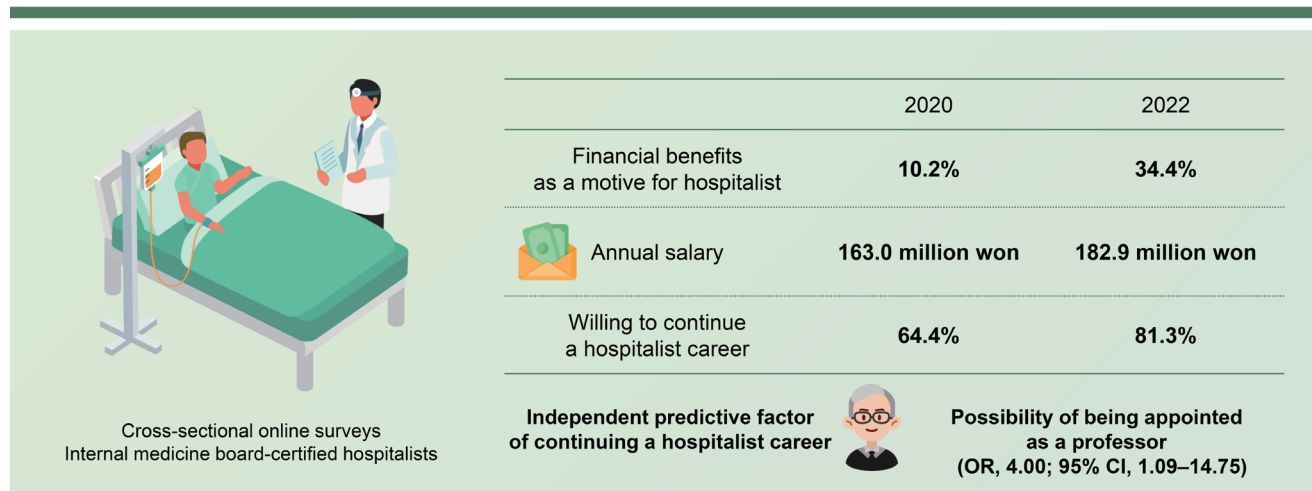 2020 2022
Financial benefits
as a motive for hospitalist
10.2% 34.4%
Annual salary 163.0 million won 182.9 million won
Willing to continue
a hospitalist career
64.4% 81.3%
Cross-sectional online surveys
Internal medicine board-certified hospitalists
Independent predictive factor
of continuing a hospitalist career
Possibility of being appointed
as a professor
(OR, 4.00; 95% CI, 1.09–14.75)